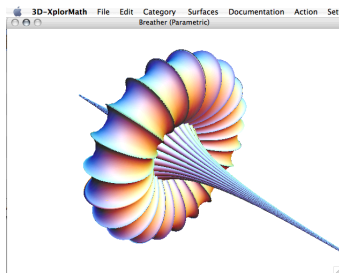 3D-XplorMath File Edit Category Surfaces Documentation Action Set
Breather (Parametric)